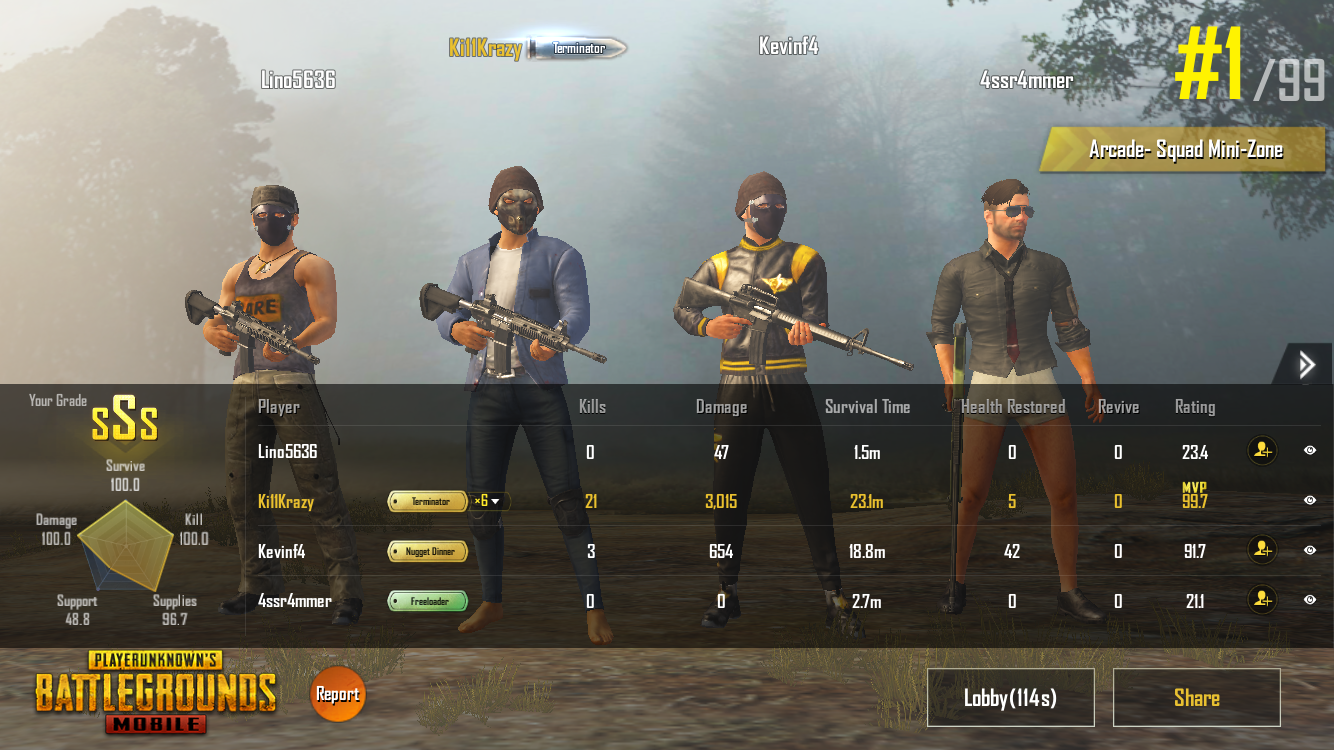 KillKrazy Terminator
Kevinf4
Lino5636
4ssr4mmer
#1/99
Arcade- Squad Mini-Zone
Your Grade SSS
Survive
100.0
Damage
100.0
Kill
100.0
Support
48.8
Supplies
96.7
Player Kills Damage Survival Time Health Restored Revive Rating
Lino5636 0 47 1.5m 0 0 23.4
KillKrazy Terminator ×6 21 3,015 23.1m 5 0 MVP 99.7
Kevinf4 Nugget Dinner 3 654 18.8m 42 0 91.7
4ssr4mmer Freeloader 0 0 2.7m 0 0 21.1
PLAYERUNKNOWN'S
BATTLEGROUNDS
MOBILE
Report
Lobby(114s)
Share